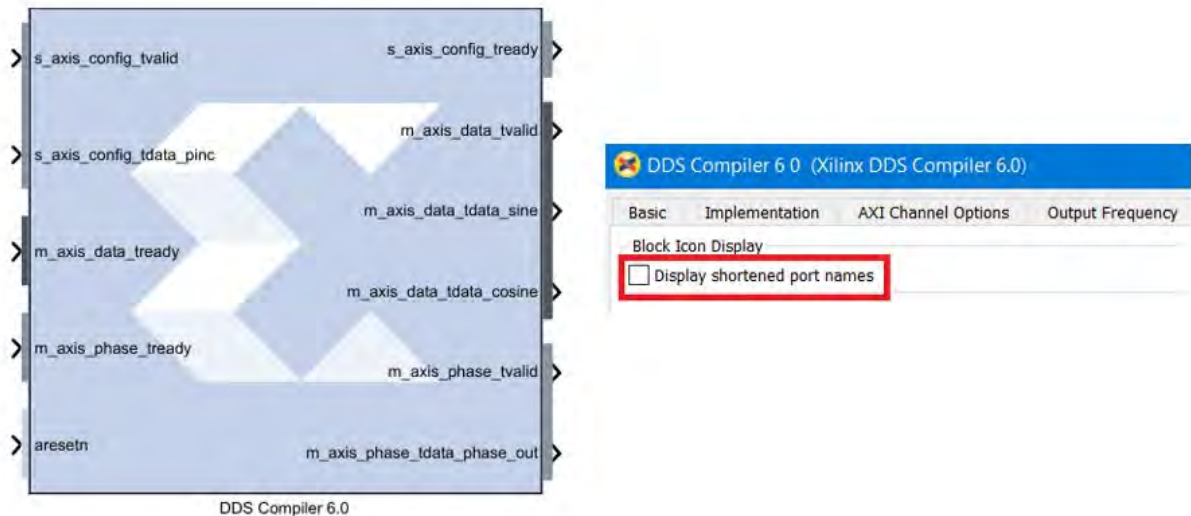 s_axis_config_tvalid
s_axis_config_tdata_pinc
m_axis_data_tready
m_axis_phase_tready
aresetn
s_axis_config_tready
m_axis_data_tvalid
m_axis_data_tdata_sine
m_axis_data_tdata_cosine
m_axis_phase_tvalid
m_axis_phase_tdata_phase_out
DDS Compiler 6.0
DDS Compiler 6 0 (Xilinx DDS Compiler 6.0)
Basic Implementation AXI Channel Options Output Frequency
Block Icon Display
Display shortened port names